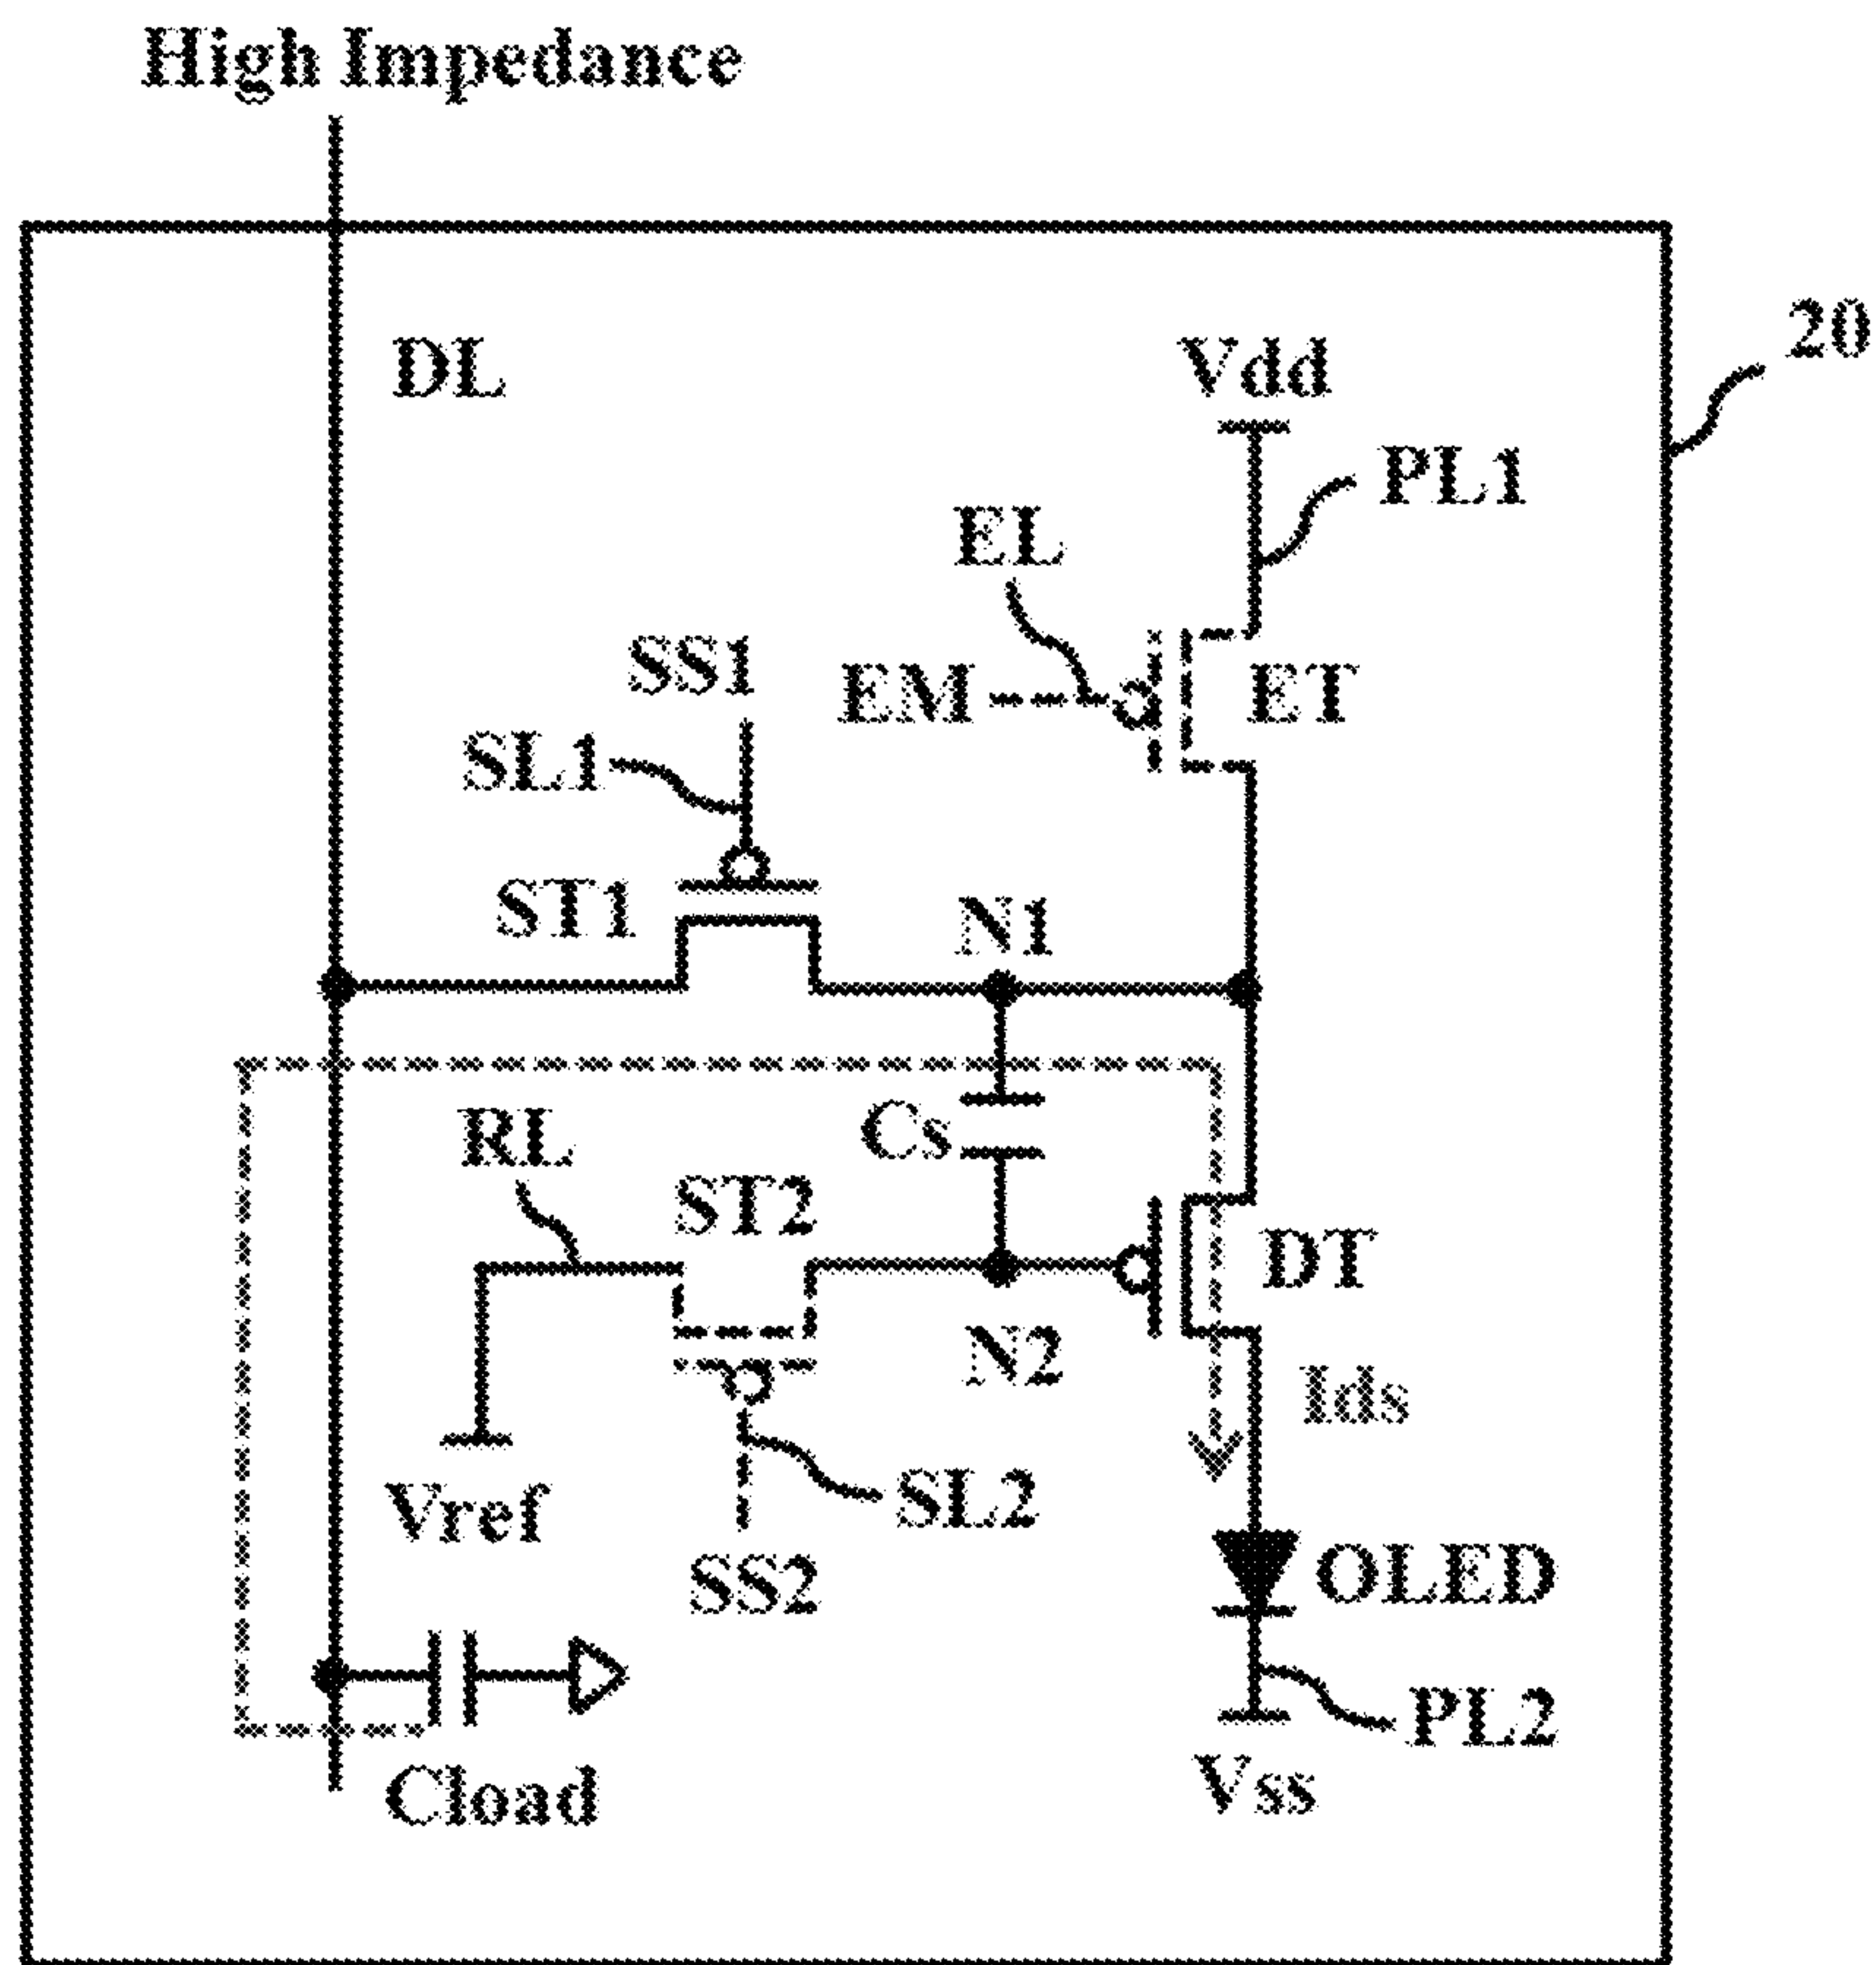 High Impedance
DL
Vdd
20
PL1
EL
SS1
EM
ET
SL1
ST1
N1
Cs
RL
ST2
DT
N2
Ids
Vref
SL2
SS2
OLED
PL2
Cload
Vss